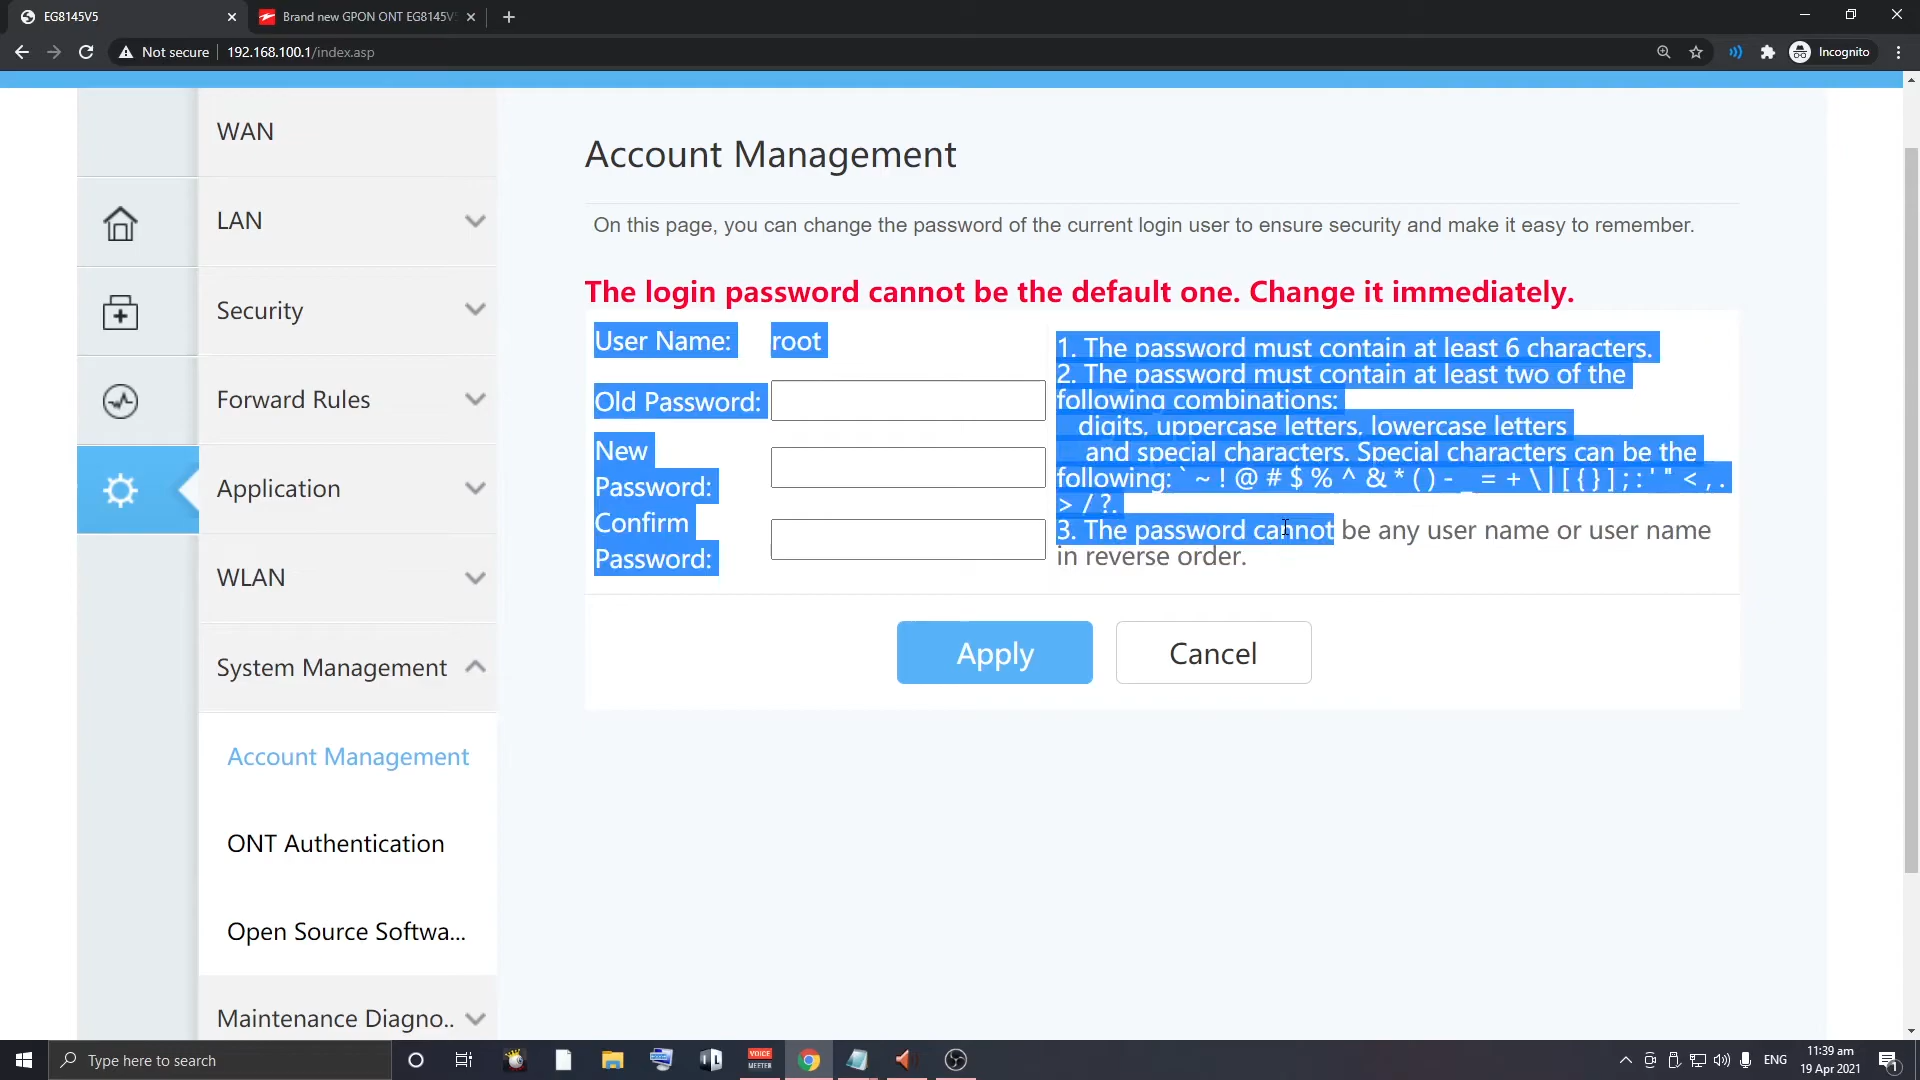 EG8145V5
Brand new GPON ONT EG8145V5
Not secure
192.168.100.1/index.asp
Incognito
WAN
LAN
Security
Forward Rules
Application
WLAN
System Management
Account Management
ONT Authentication
Open Source Softwa...
Maintenance Diagno..
Account Management
On this page, you can change the password of the current login user to ensure security and make it easy to remember.
The login password cannot be the default one. Change it immediately.
User Name: root
Old Password:
New
Password:
Confirm
Password:
1. The password must contain at least 6 characters.
2. The password must contain at least two of the
following combinations:
digits, uppercase letters, lowercase letters
and special characters. Special characters can be the
following: ` ~ ! @ # $ % ^ & * ( ) - _ = + \ | [ { } ] ; : ' " < , .
> / ?.
3. The password cannot be any user name or user name
in reverse order.
Apply
Cancel
Type here to search
VOICE
MEETER
ENG
11:39 am
19 Apr 2021
1